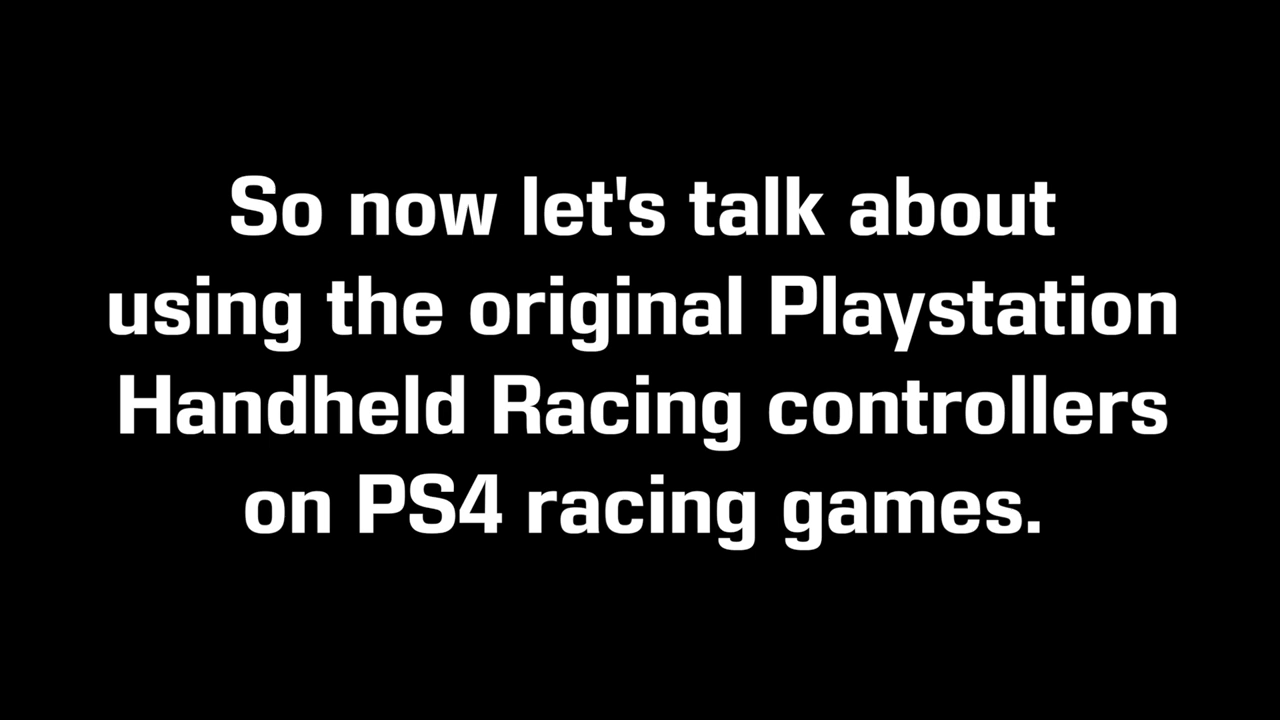 So now let's talk about
using the original Playstation
Handheld Racing controllers
on PS4 racing games.